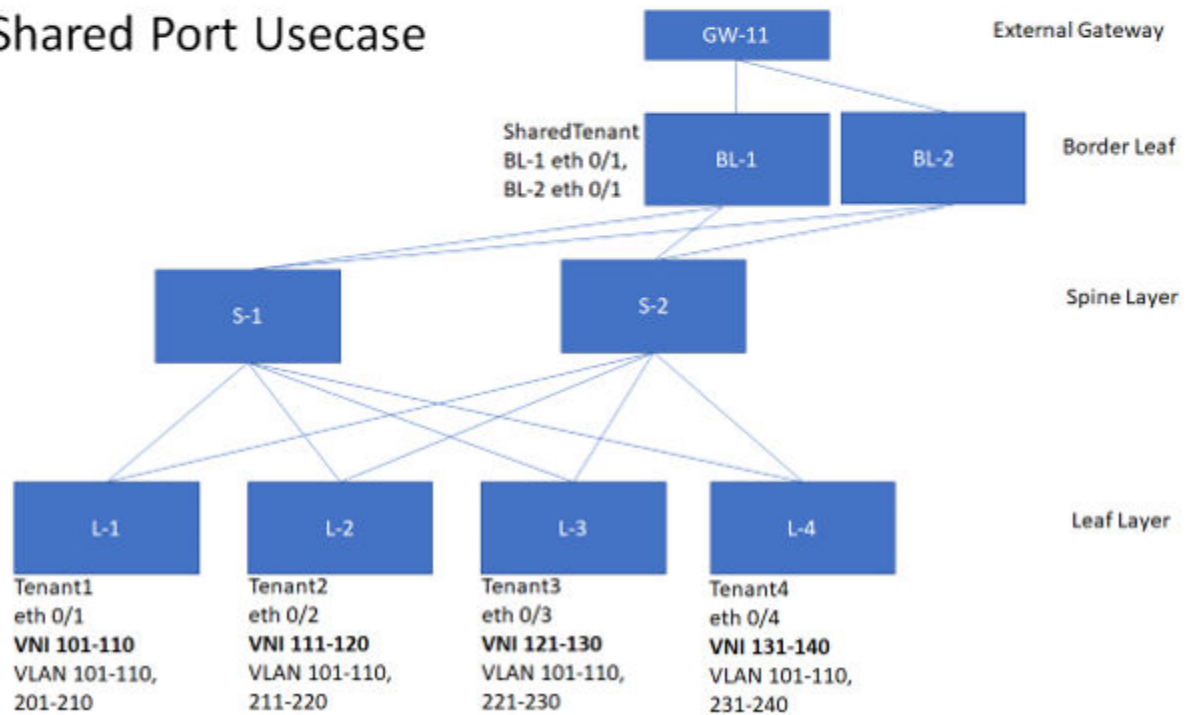 Shared Port Usecase
GW-11
External Gateway
SharedTenant
BL-1 eth 0/1,
BL-2 eth 0/1
BL-1
BL-2
Border Leaf
S-1
S-2
Spine Layer
L-1
L-2
L-3
L-4
Leaf Layer
Tenant1
eth 0/1
VNI 101-110
VLAN 101-110,
201-210
Tenant2
eth 0/2
VNI 111-120
VLAN 101-110,
211-220
Tenant3
eth 0/3
VNI 121-130
VLAN 101-110,
221-230
Tenant4
eth 0/4
VNI 131-140
VLAN 101-110,
231-240